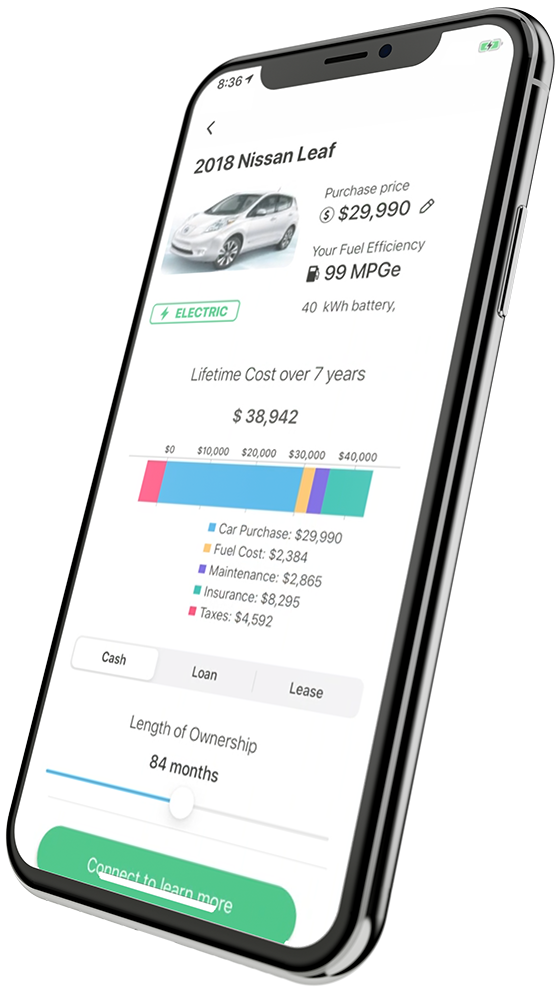 8:36
2018 Nissan Leaf
Purchase price
$29,990
Your Fuel Efficiency
99 MPGe
ELECTRIC
40 kWh battery,
Lifetime Cost over 7 years
$ 38,942
$0 $10,000 $20,000 $30,000 $40,000
Car Purchase: $29,990
Fuel Cost: $2,384
Maintenance: $2,865
Insurance: $8,295
Taxes: $4,592
Cash Loan Lease
Length of Ownership
84 months
Connect to learn more